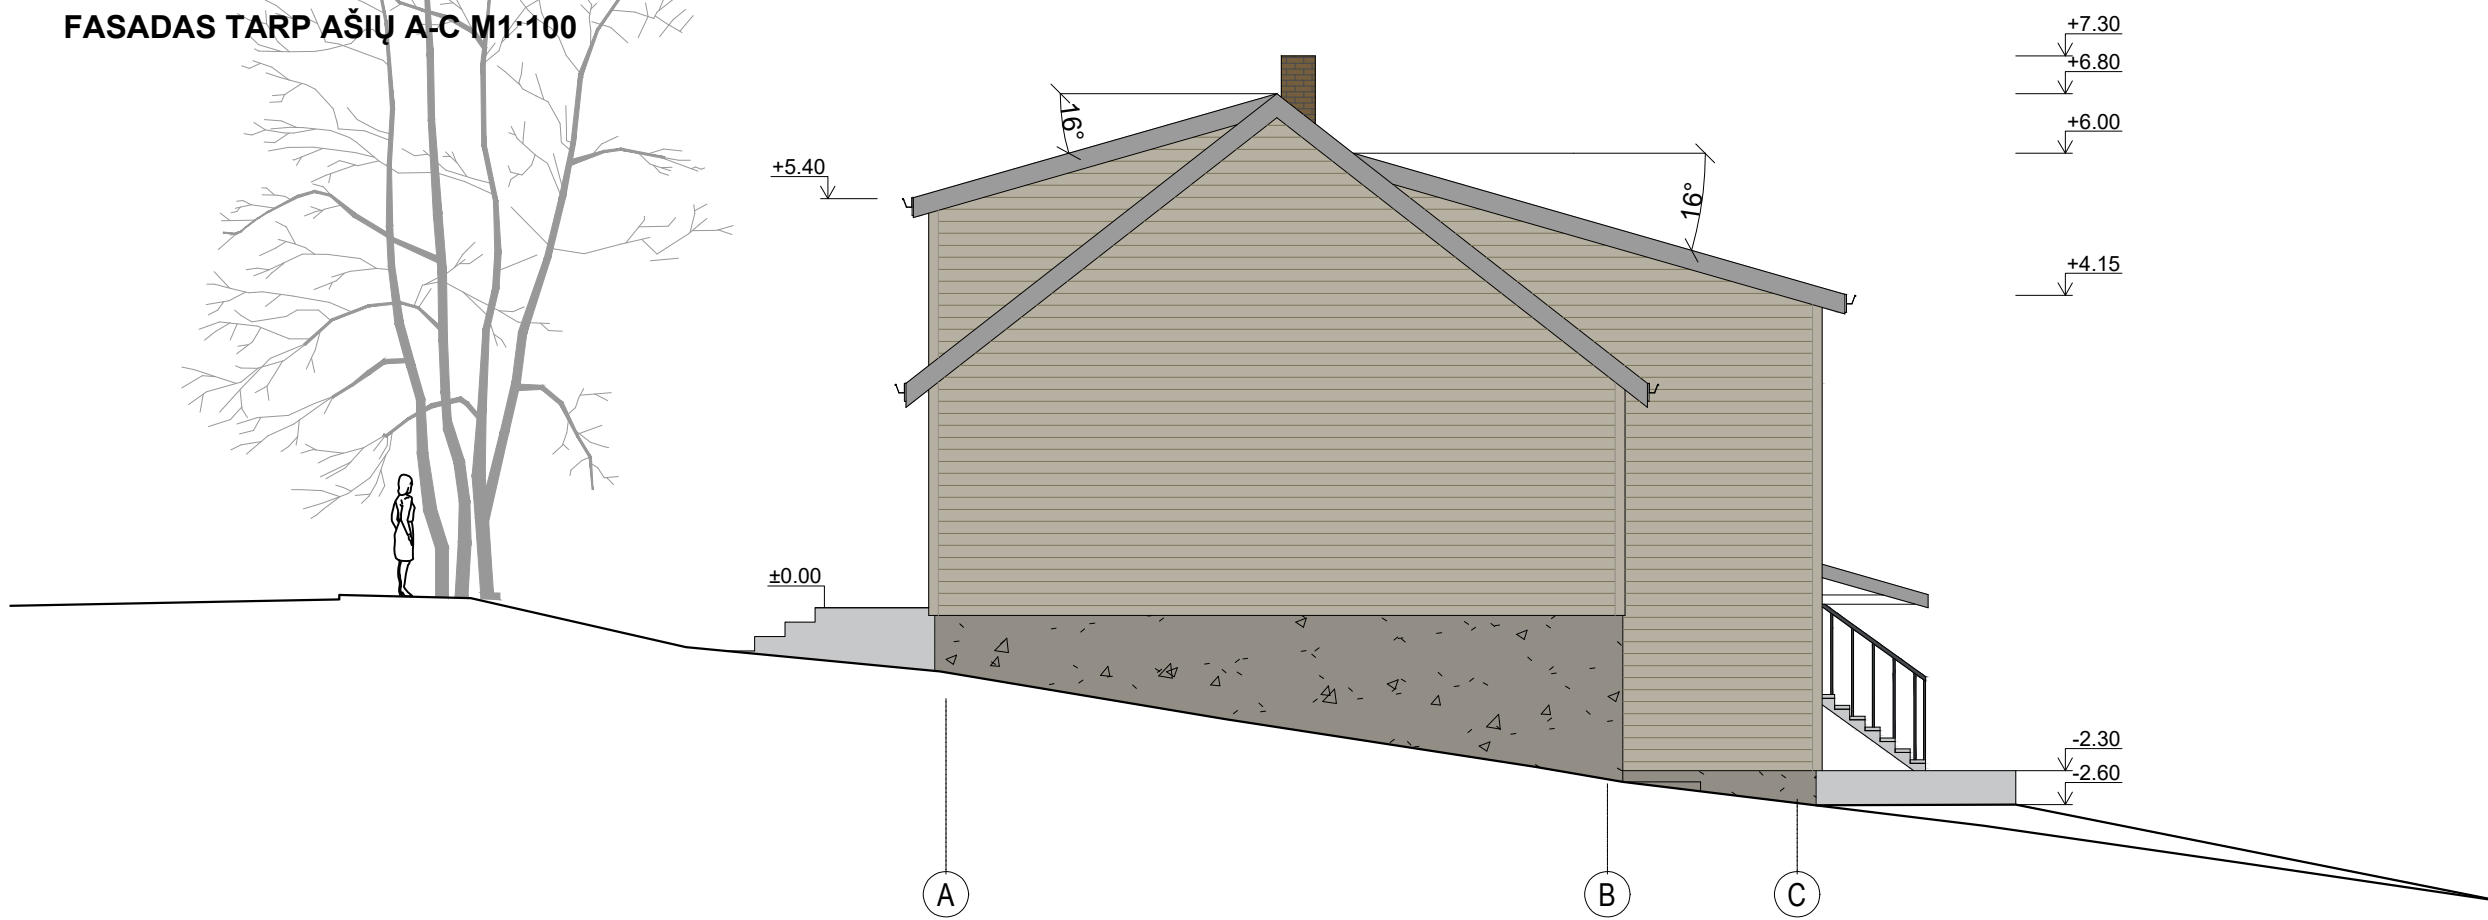 FASADAS TARP AŠIŲ A-C M1:100
+7.30
+6.80
+6.00
16°
+5.40
16°
+4.15
±0.00
-2.30
-2.60
A
B
C